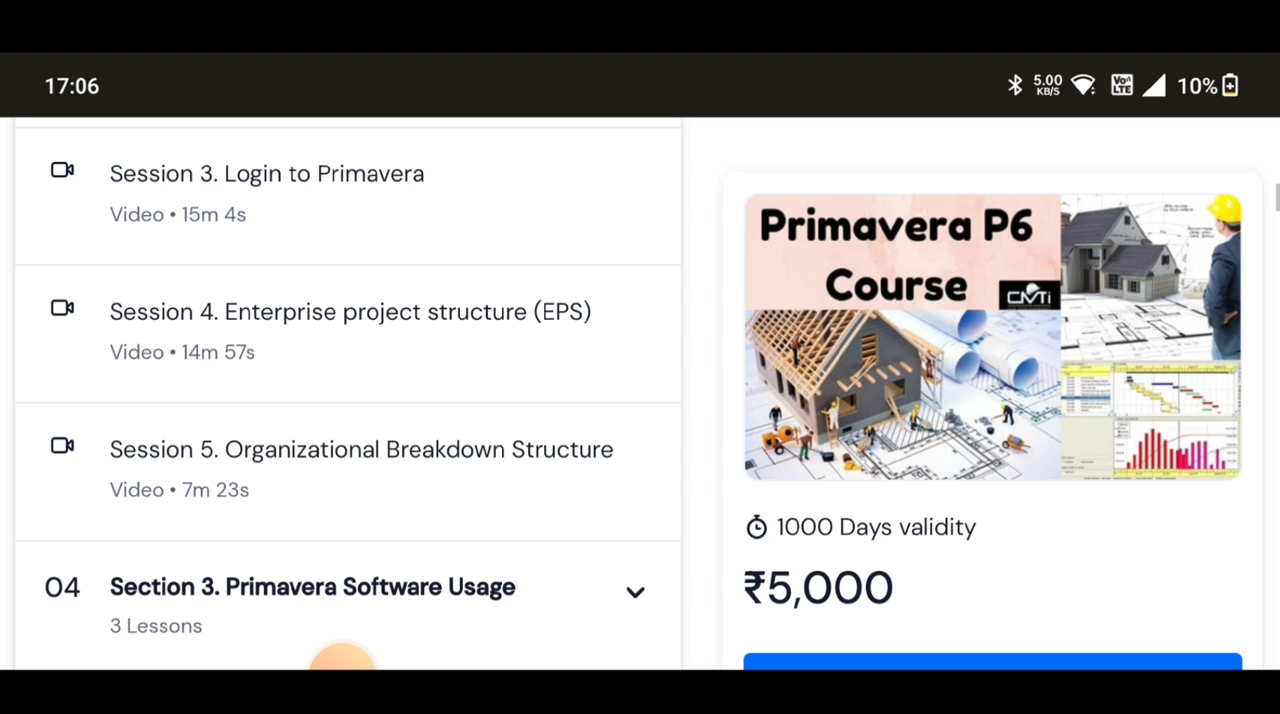 17:06
5.00
KB/S
Vo))
LTE
10%
Session 3. Login to Primavera
Video • 15m 4s
Session 4. Enterprise project structure (EPS)
Video • 14m 57s
Session 5. Organizational Breakdown Structure
Video • 7m 23s
04 Section 3. Primavera Software Usage
3 Lessons
Primavera P6
Course
CMTi
1000 Days validity
₹5,000